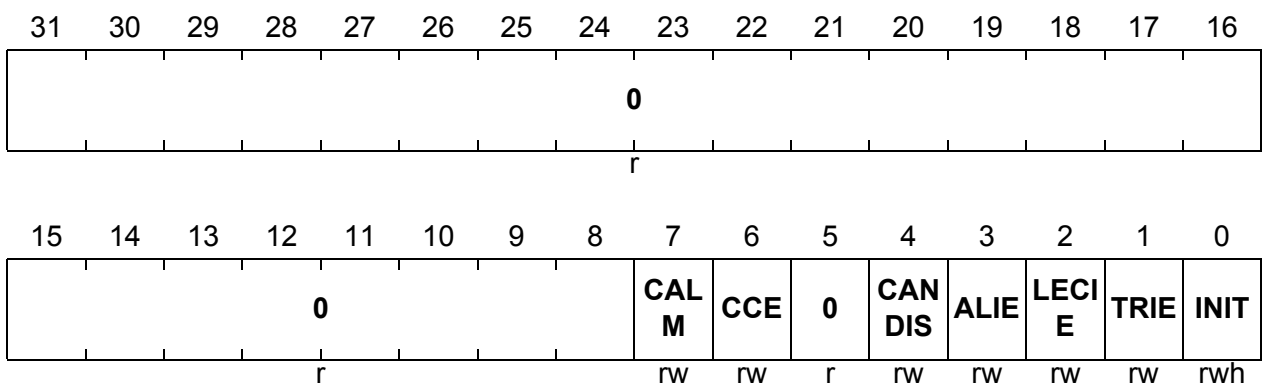 31 30 29 28 27 26 25 24 23 22 21 20 19 18 17 16
0
r
15 14 13 12 11 10 9 8 7 6 5 4 3 2 1 0
0 CAL M CCE 0 CAN DIS ALIE LECI E TRIE INIT
r rw rw r rw rw rw rw rwh